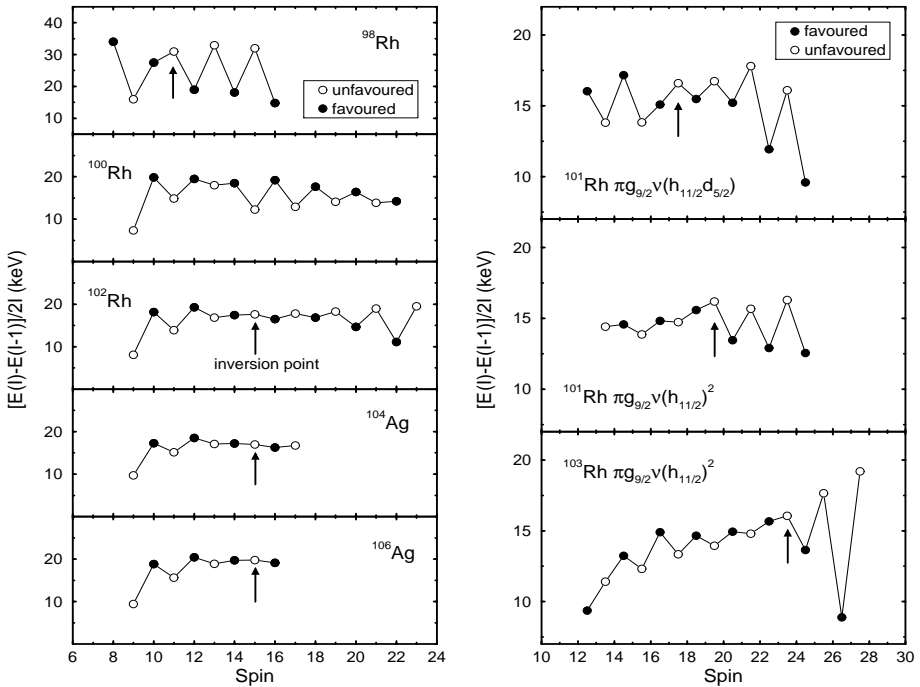 [E(I)-E(I-1)]/2I (keV)
40
30
20
10
⁹⁸Rh
unfavoured
favoured
20
10
¹⁰⁰Rh
20
10
¹⁰²Rh
inversion point
20
10
¹⁰⁴Ag
20
10
¹⁰⁶Ag
6 8 10 12 14 16 18 20 22 24
Spin
[E(I)-E(I-1)]/2I (keV)
20
15
10
favoured
unfavoured
¹⁰¹Rh πg₉/₂ν(h₁₁/₂d₅/₂)
20
15
10
¹⁰¹Rh πg₉/₂ν(h₁₁/₂)²
20
15
10
¹⁰³Rh πg₉/₂ν(h₁₁/₂)²
10 12 14 16 18 20 22 24 26 28 30
Spin